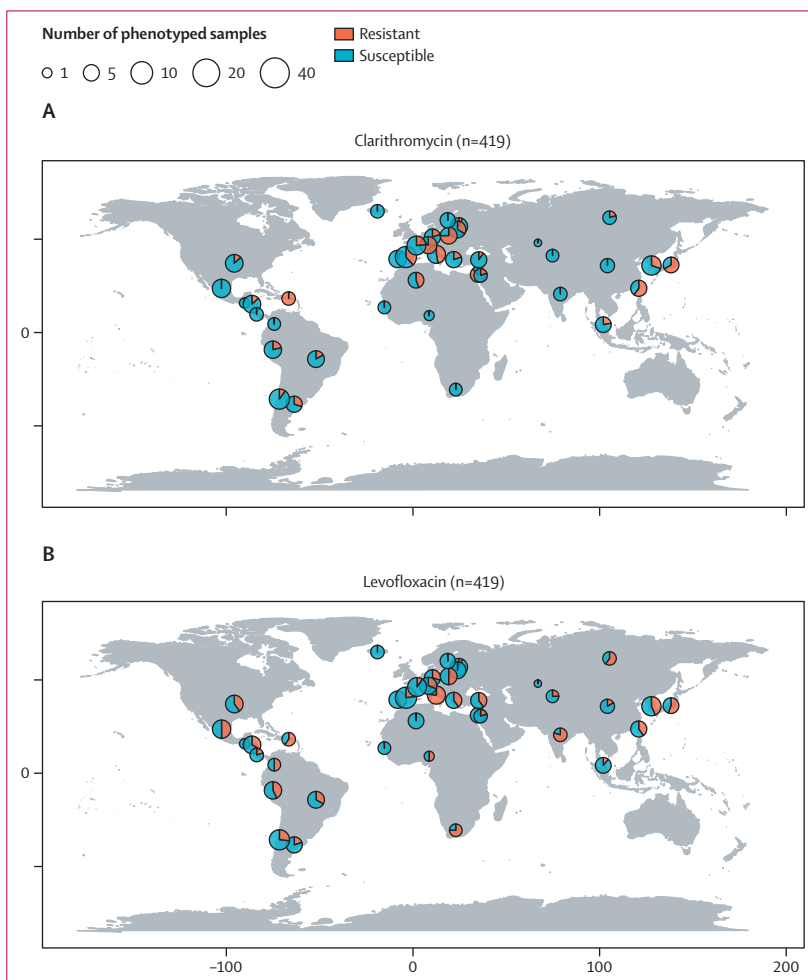 Number of phenotyped samples
1 5 10 20 40
Resistant
Susceptible
A
Clarithromycin (n=419)
0
B
Levofloxacin (n=419)
0
−100 0 100 200